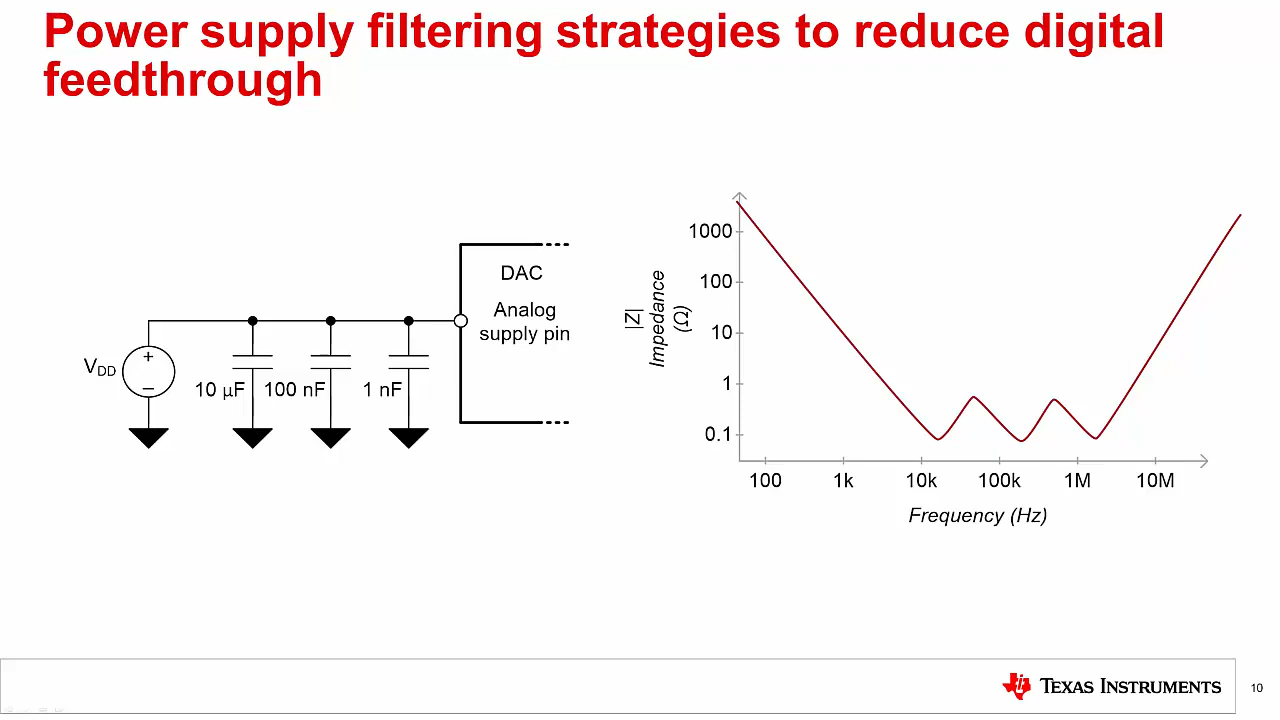 Power supply filtering strategies to reduce digital
feedthrough
DAC
Analog
supply pin
V_DD
+
–
10 µF
100 nF
1 nF
|Z|
Impedance
(Ω)
1000
100
10
1
0.1
100
1k
10k
100k
1M
10M
Frequency (Hz)
TEXAS INSTRUMENTS
10